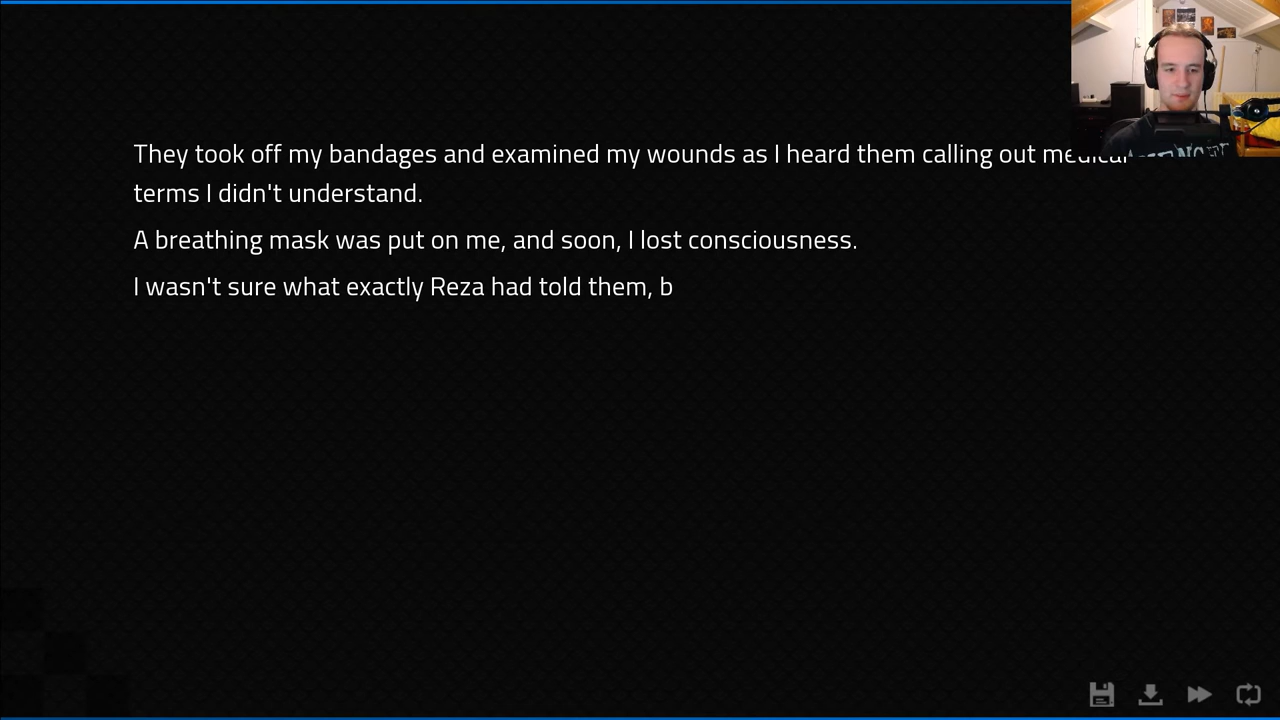 They took off my bandages and examined my wounds as I heard them calling out medical
terms I didn't understand.
A breathing mask was put on me, and soon, I lost consciousness.
I wasn't sure what exactly Reza had told them, b